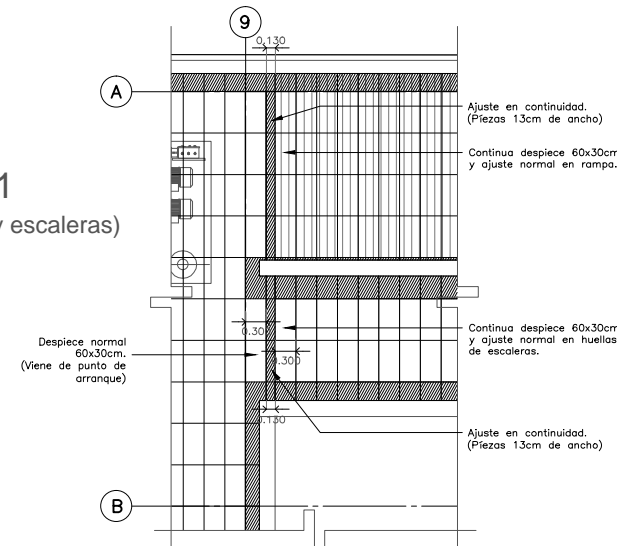 9
0.130
A
Ajuste en continuidad.
(Piezas 13cm de ancho)
Continua despiece 60x30cm
y ajuste normal en rampa.
1
y escaleras)
0.30
Continua despiece 60x30cm
y ajuste normal en huellas
de escaleras.
Despiece normal
60x30cm.
(Viene de punto de
arranque)
0.300
0.130
Ajuste en continuidad.
(Piezas 13cm de ancho)
B